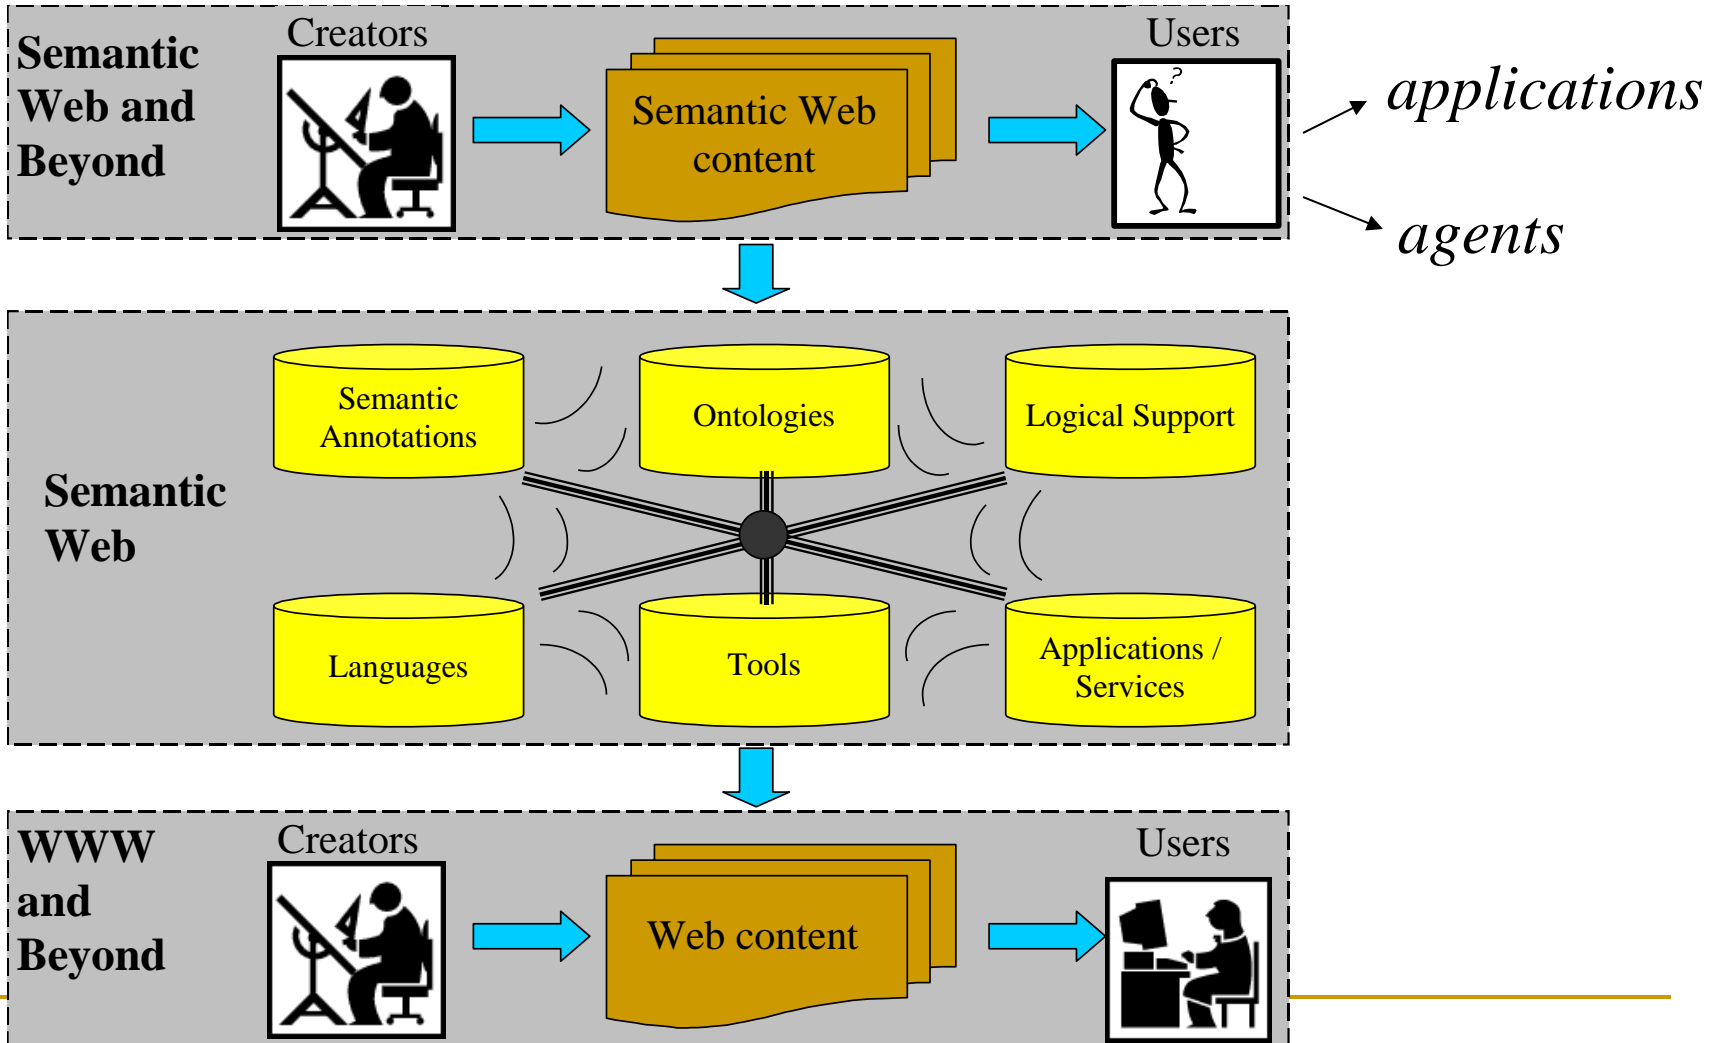 Semantic
Web and
Beyond
Creators
Semantic Web
content
Users
?
applications
agents
Semantic
Web
Semantic
Annotations
Ontologies
Logical Support
Languages
Tools
Applications /
Services
WWW
and
Beyond
Creators
Web content
Users